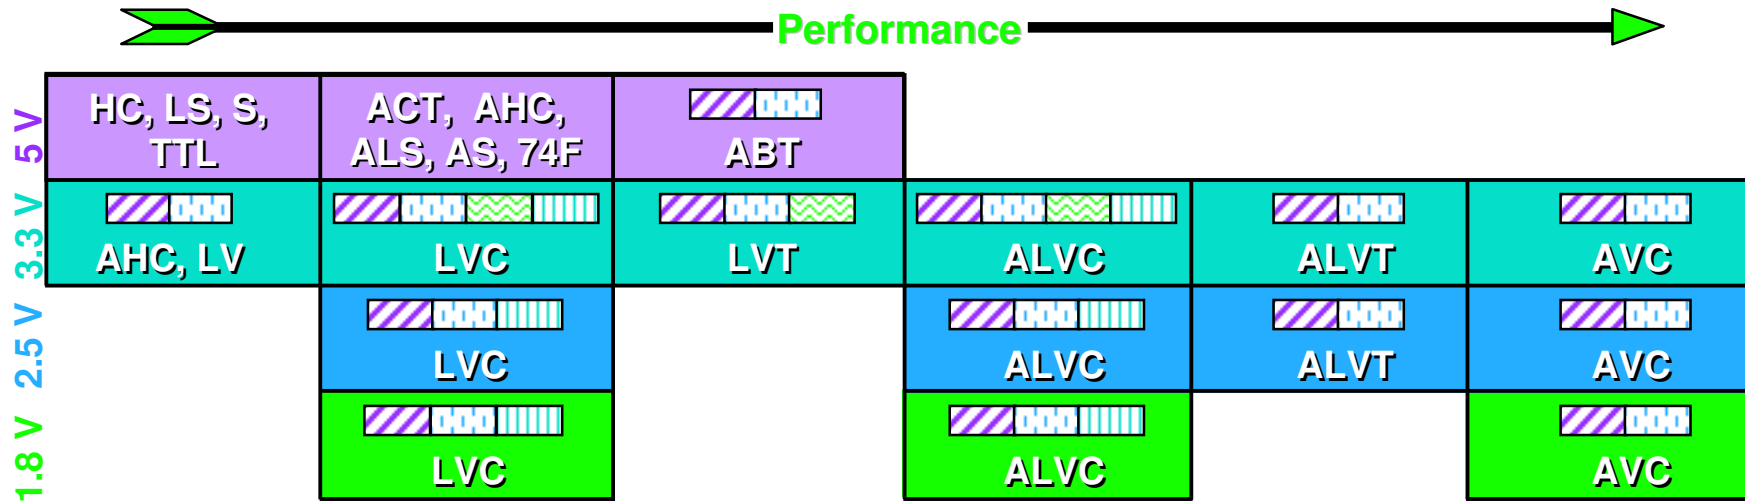 Performance
5 V
HC, LS, S,
TTL
ACT, AHC,
ALS, AS, 74F
ABT
3.3 V
AHC, LV
LVC
LVT
ALVC
ALVT
AVC
2.5 V
LVC
ALVC
ALVT
AVC
1.8 V
LVC
ALVC
AVC